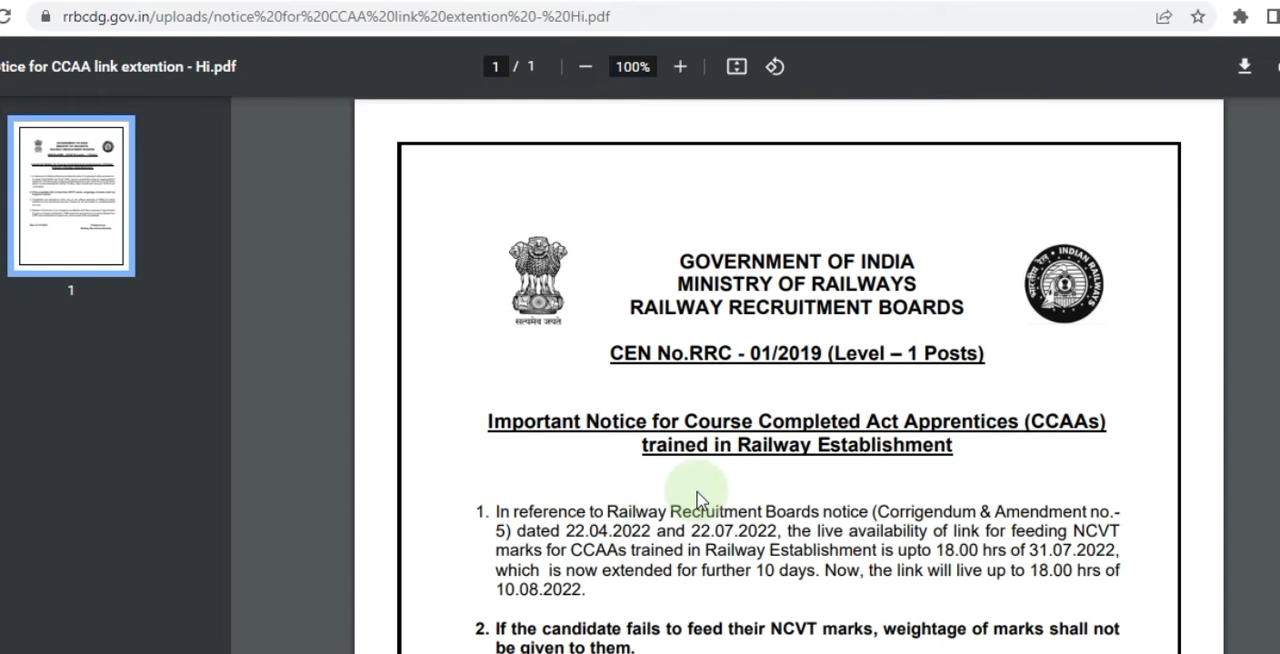 rrbcdg.gov.in/uploads/notice%20for%20CCAA%20link%20extention%20-%20Hi.pdf
tice for CCAA link extention - Hi.pdf
1 / 1
100%
1
GOVERNMENT OF INDIA
MINISTRY OF RAILWAYS
RAILWAY RECRUITMENT BOARDS
सत्यमेव जयते
भारतीय रेल • INDIAN RAILWAYS
CEN No.RRC - 01/2019 (Level – 1 Posts)
Important Notice for Course Completed Act Apprentices (CCAAs)
trained in Railway Establishment
1. In reference to Railway Recruitment Boards notice (Corrigendum & Amendment no.-
5) dated 22.04.2022 and 22.07.2022, the live availability of link for feeding NCVT
marks for CCAAs trained in Railway Establishment is upto 18.00 hrs of 31.07.2022,
which is now extended for further 10 days. Now, the link will live up to 18.00 hrs of
10.08.2022.
2. If the candidate fails to feed their NCVT marks, weightage of marks shall not
be given to them.